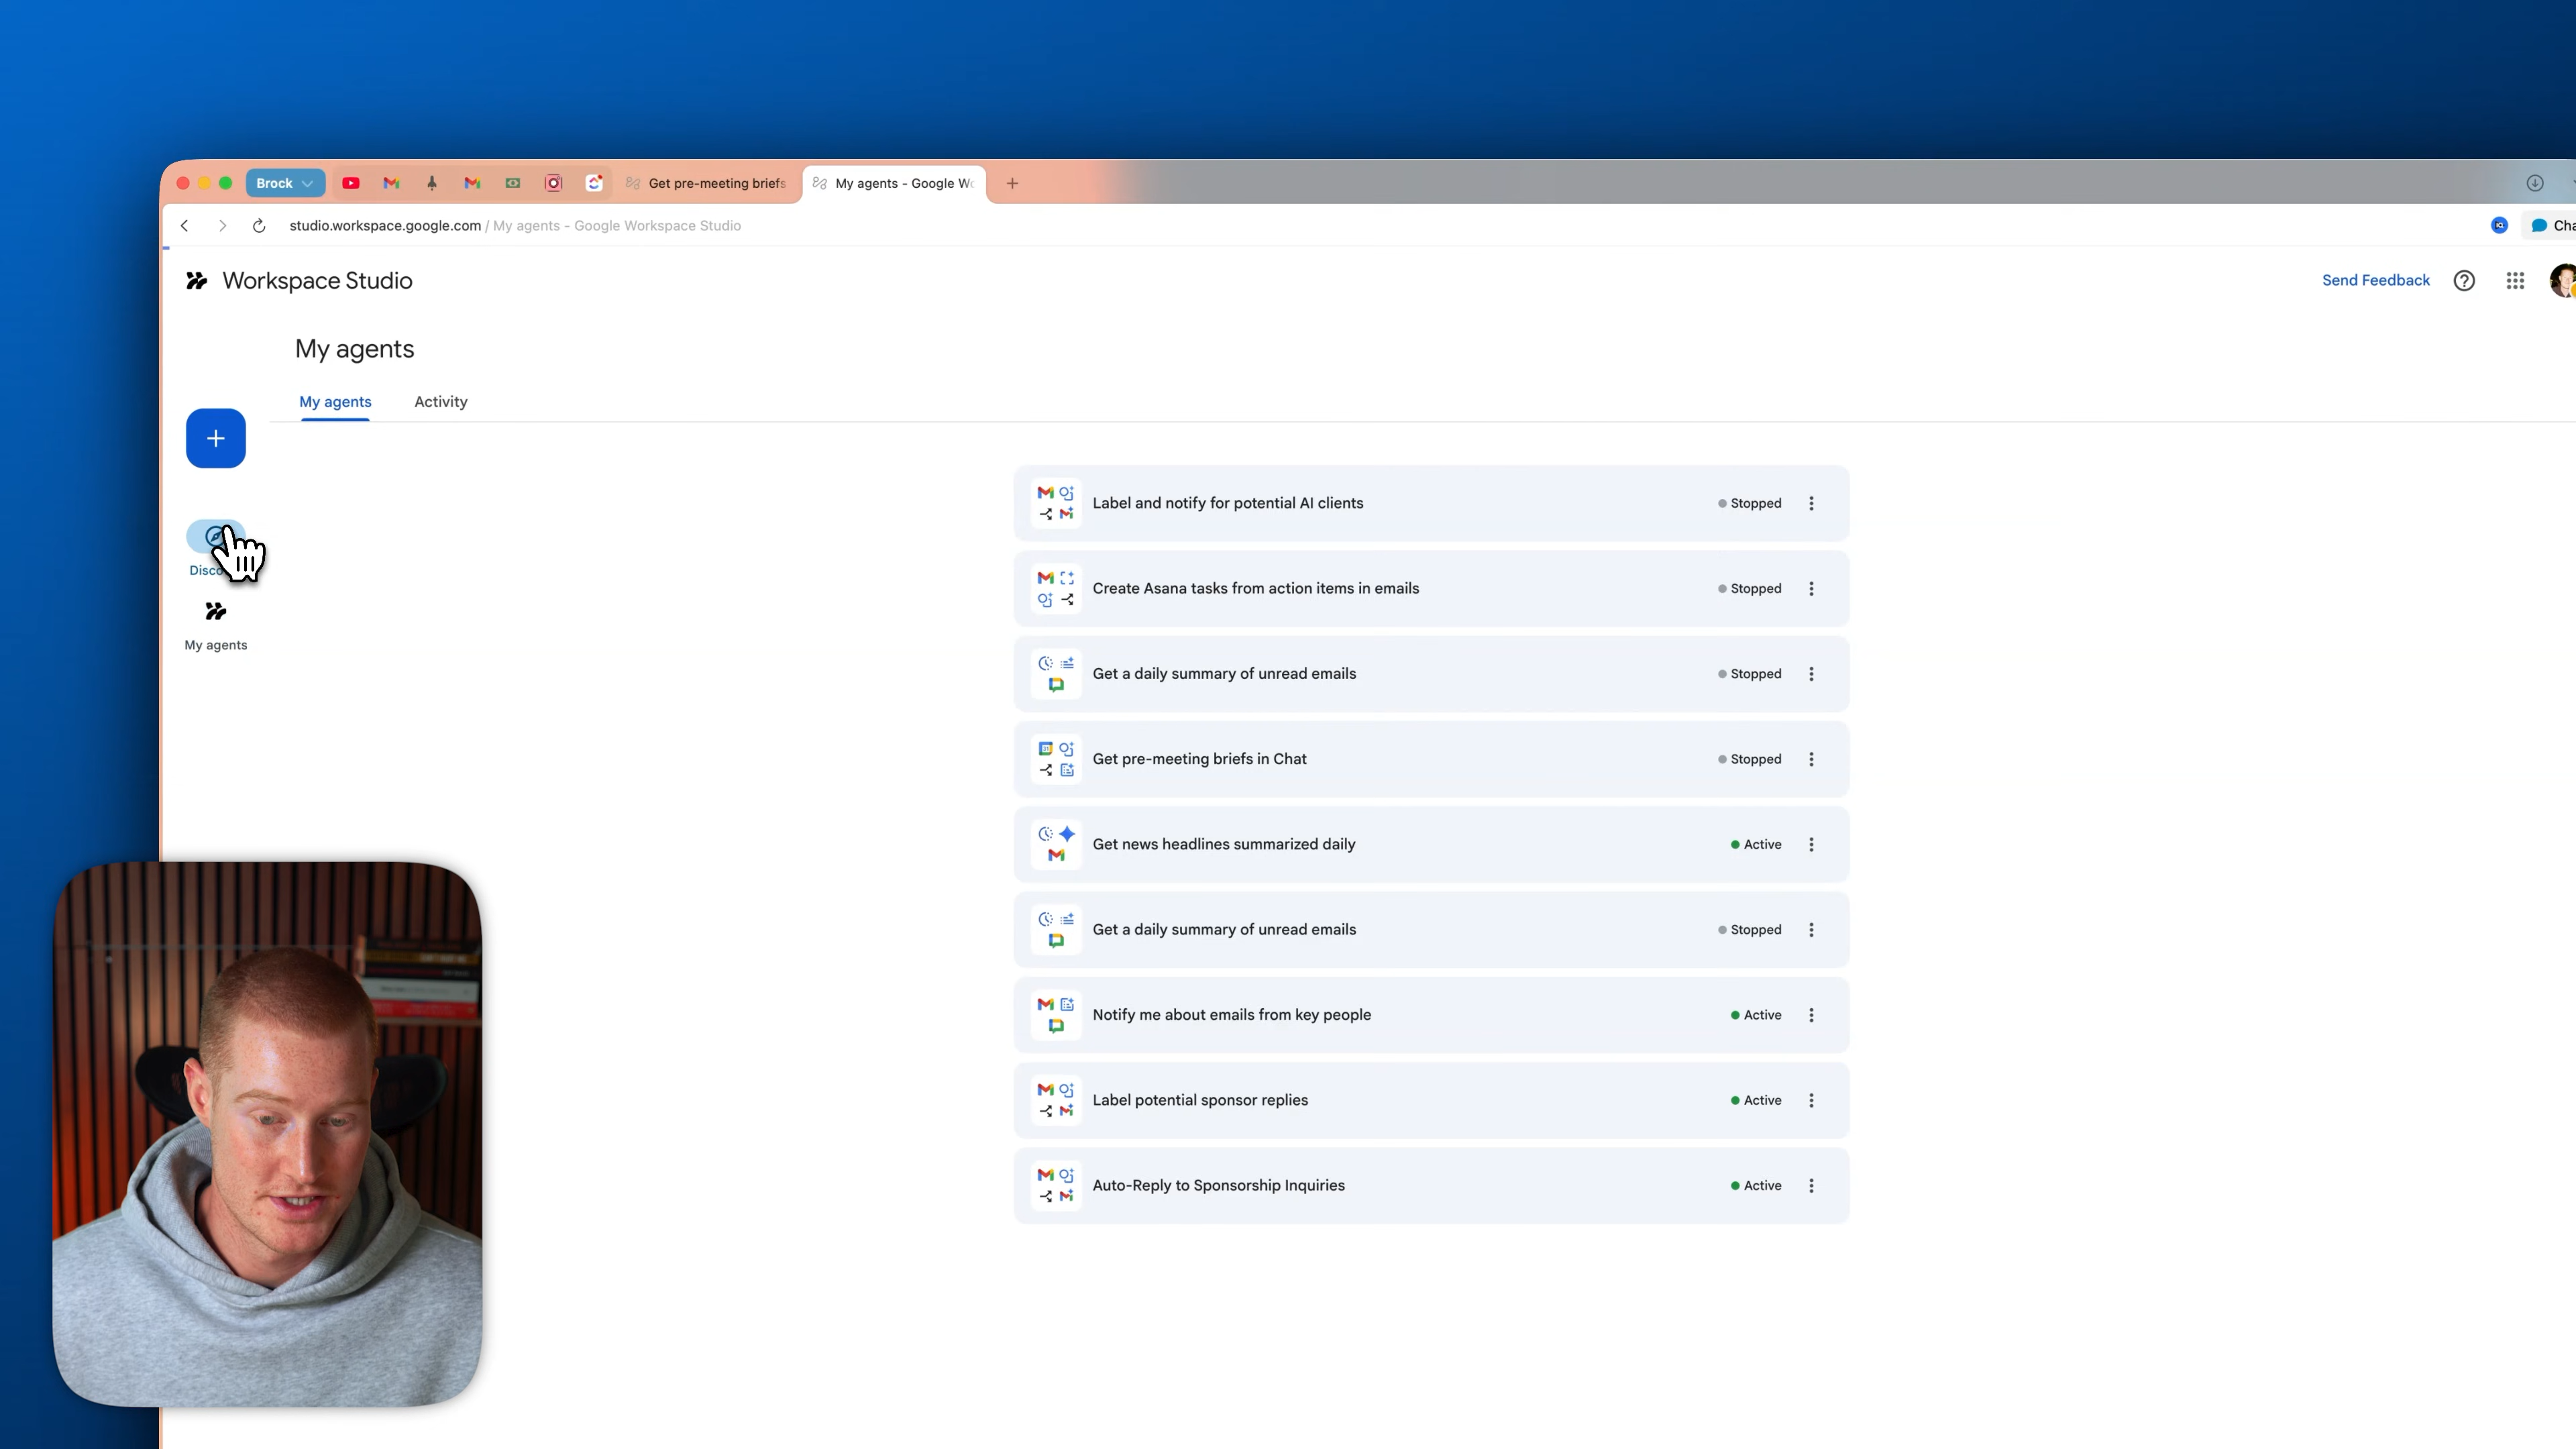 Brock
Get pre-meeting briefs
My agents - Google Wo
studio.workspace.google.com / My agents - Google Workspace Studio
Cha
Workspace Studio
Send Feedback
My agents
My agents
Activity
Disco
My agents
Label and notify for potential AI clients
Stopped
Create Asana tasks from action items in emails
Stopped
Get a daily summary of unread emails
Stopped
Get pre-meeting briefs in Chat
Stopped
Get news headlines summarized daily
Active
Get a daily summary of unread emails
Stopped
Notify me about emails from key people
Active
Label potential sponsor replies
Active
Auto-Reply to Sponsorship Inquiries
Active